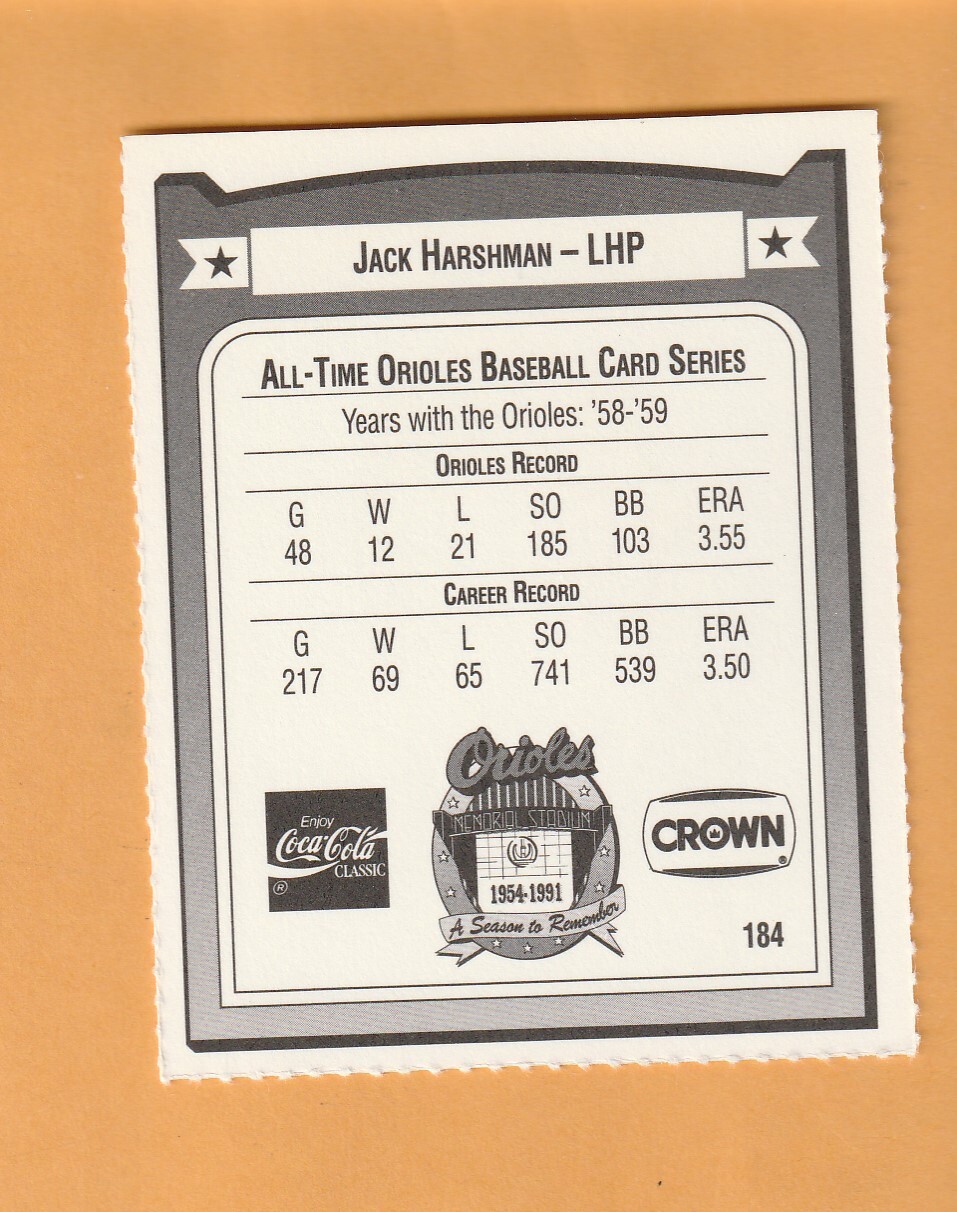 JACK HARSHMAN – LHP
ALL-TIME ORIOLES BASEBALL CARD SERIES
Years with the Orioles: '58-'59
ORIOLES RECORD
G W L SO BB ERA
48 12 21 185 103 3.55
CAREER RECORD
G W L SO BB ERA
217 69 65 741 539 3.50
Orioles
MEMORIAL STADIUM
1954-1991
A Season to Remember
Enjoy
Coca-Cola
CLASSIC
®
CROWN
®
184